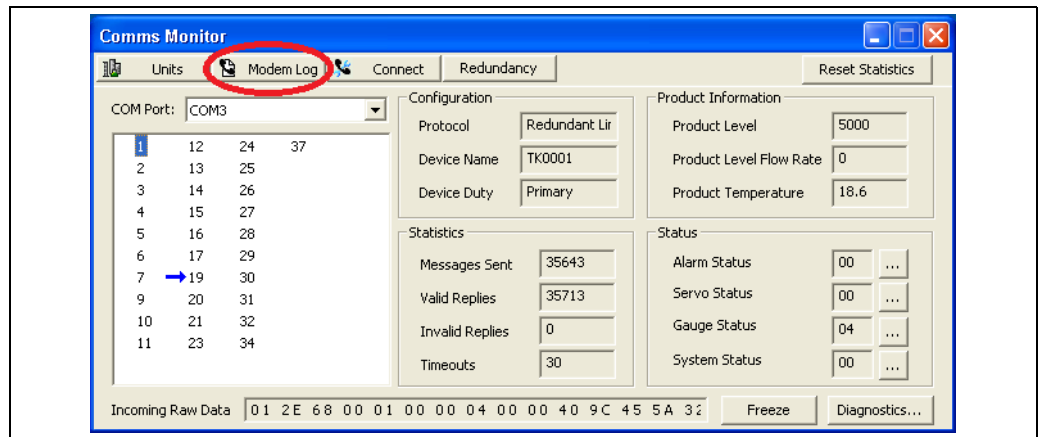 Comms Monitor
Units Modem Log Connect Redundancy Reset Statistics
COM Port: COM3
1 12 24 37
2 13 25
3 14 26
4 15 27
5 16 28
6 17 29
7 19 30
9 20 31
10 21 32
11 23 34
Configuration
Protocol Redundant Lir
Device Name TK0001
Device Duty Primary
Product Information
Product Level 5000
Product Level Flow Rate 0
Product Temperature 18.6
Statistics
Messages Sent 35643
Valid Replies 35713
Invalid Replies 0
Timeouts 30
Status
Alarm Status 00 ...
Servo Status 00 ...
Gauge Status 04 ...
System Status 00 ...
Incoming Raw Data 01 2E 68 00 01 00 00 04 00 00 40 9C 45 5A 32 Freeze Diagnostics...